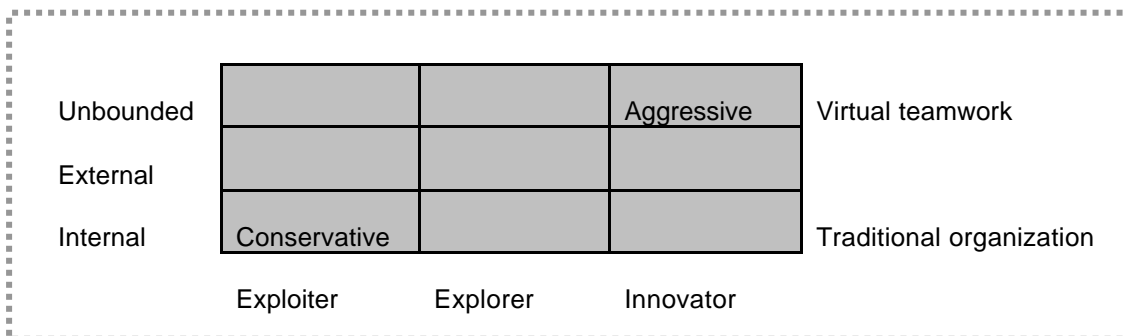 Unbounded Aggressive Virtual teamwork
External
Internal Conservative Traditional organization
Exploiter Explorer Innovator